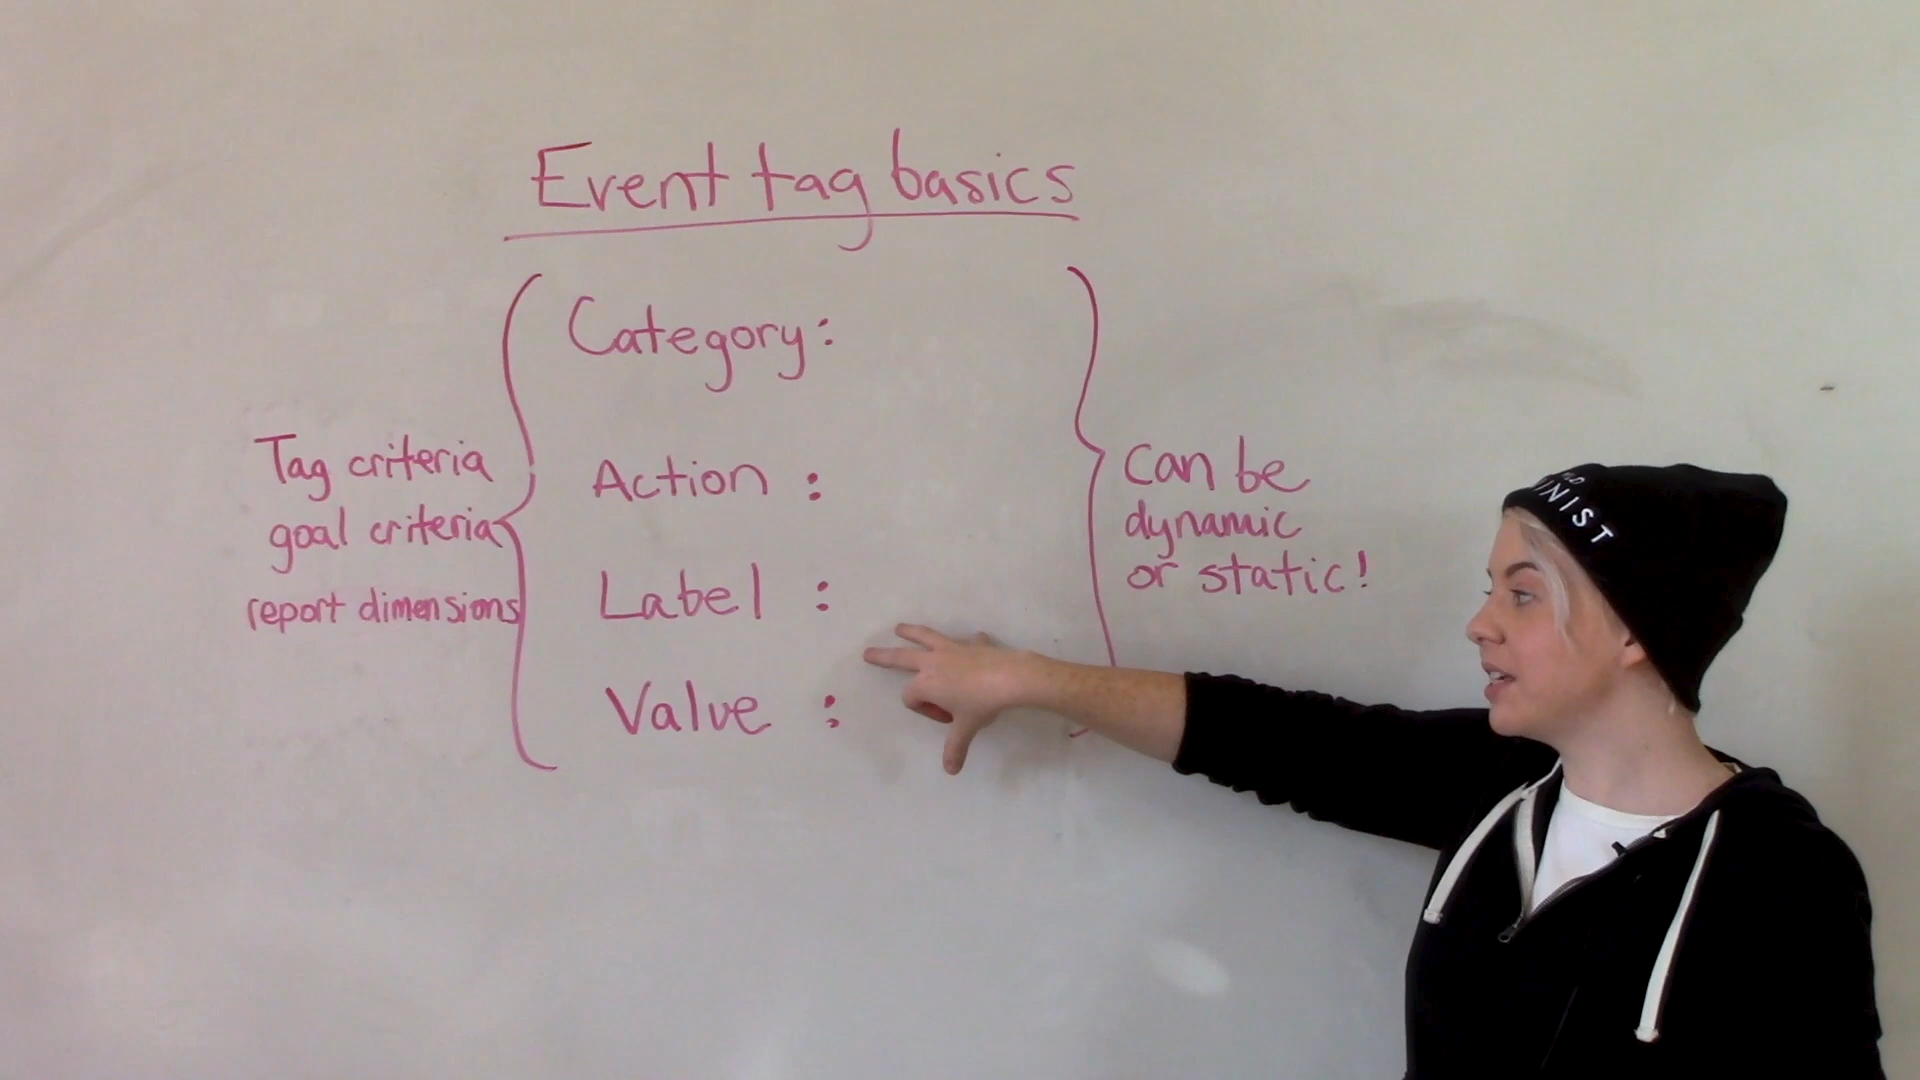 Event tag basics
Category:
Action :
Label :
Value :
Tag criteria
goal criteria
report dimensions
can be
dynamic
or static!